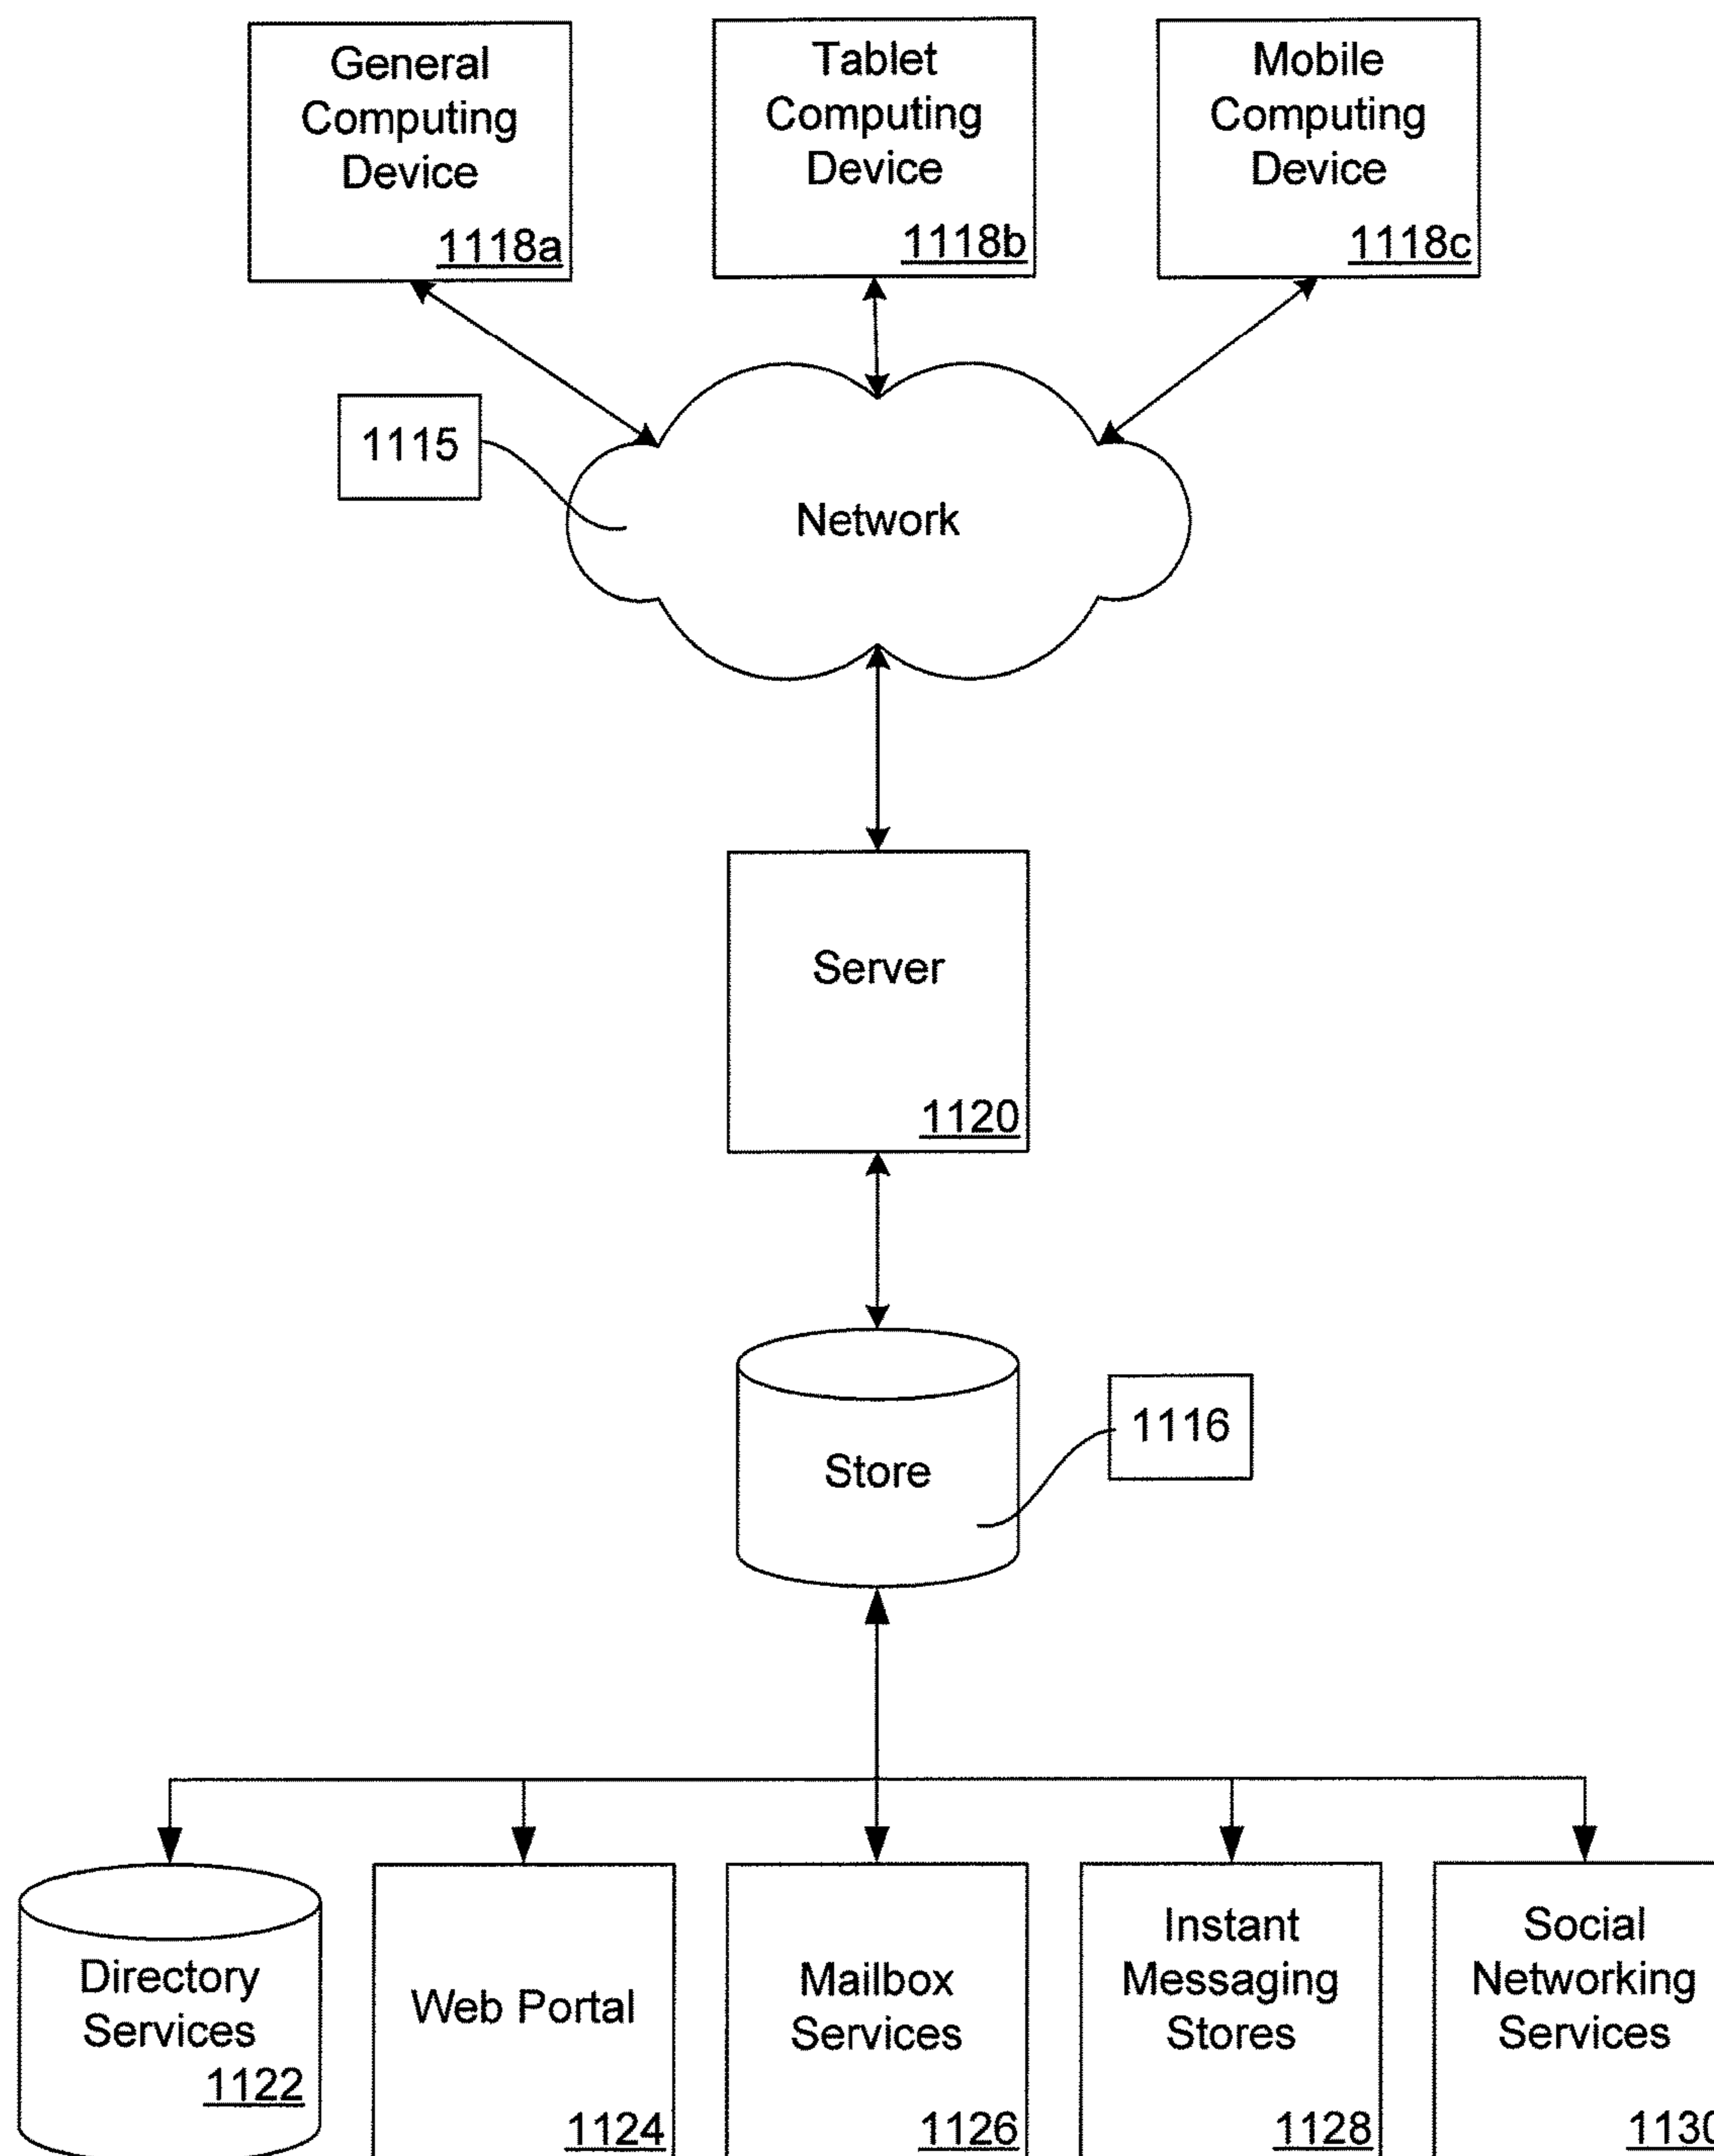 General
Computing
Device
1118a
Tablet
Computing
Device
1118b
Mobile
Computing
Device
1118c
1115
Network
Server
1120
Store
1116
Directory
Services
1122
Web Portal
1124
Mailbox
Services
1126
Instant
Messaging
Stores
1128
Social
Networking
Services
1130